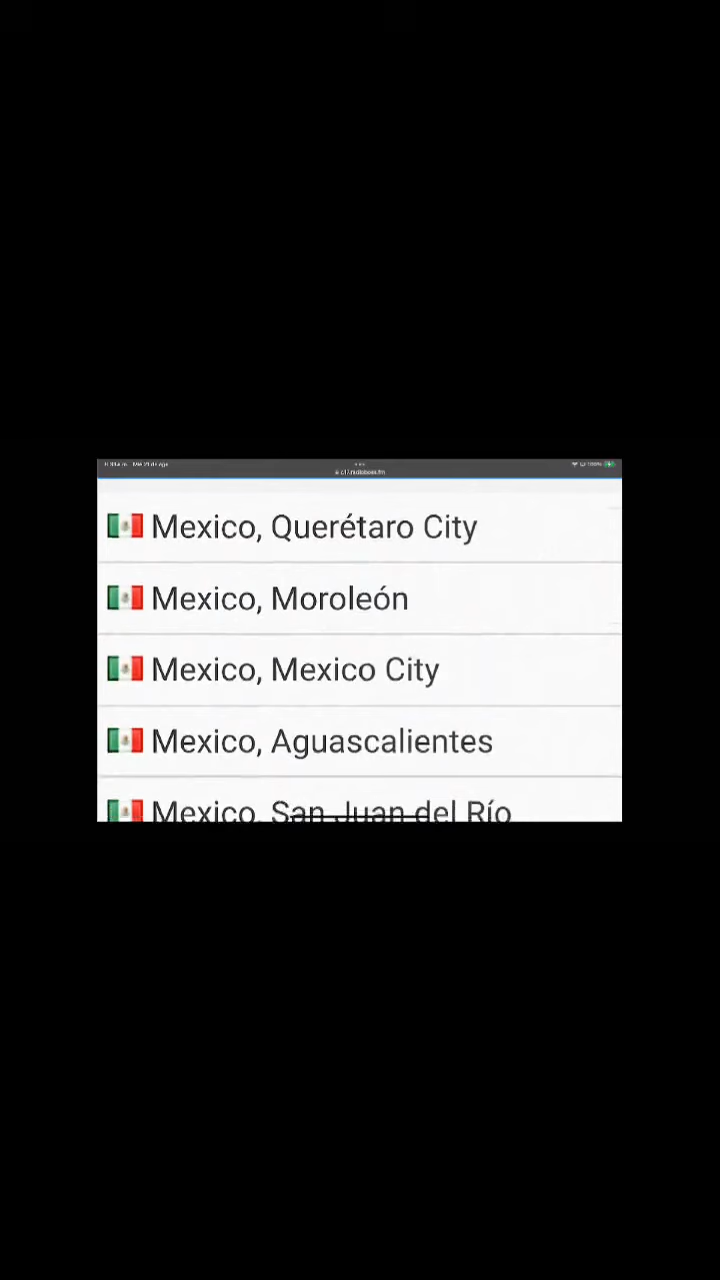 Mexico, Querétaro City
Mexico, Moroleón
Mexico, Mexico City
Mexico, Aguascalientes
Mexico, San Juan del Río